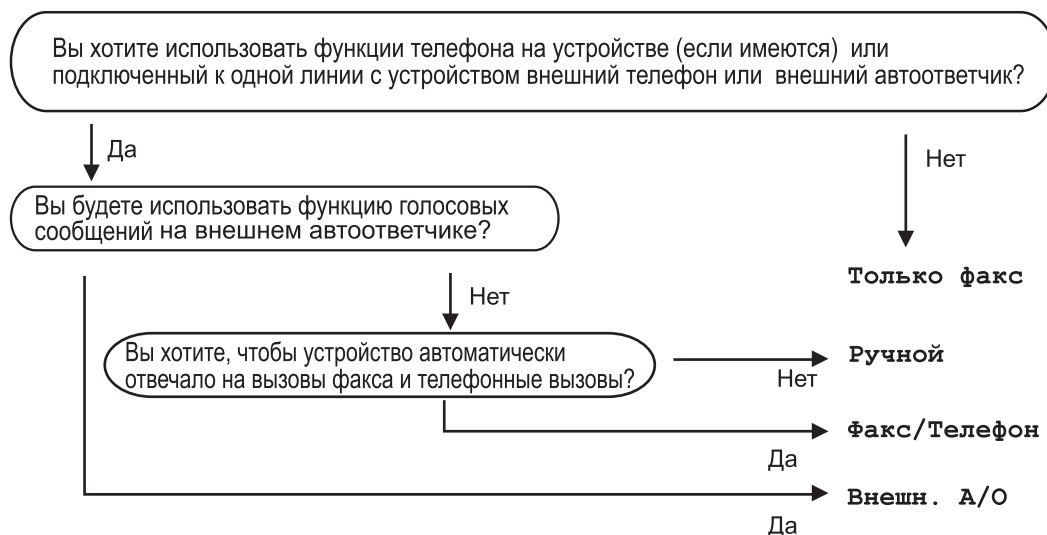 Вы хотите использовать функции телефона на устройстве (если имеются) или
подключенный к одной линии с устройством внешний телефон или внешний автоответчик?
Да
Нет
Вы будете использовать функцию голосовых
сообщений на внешнем автоответчике?
Только факс
Нет
Вы хотите, чтобы устройство автоматически
отвечало на вызовы факса и телефонные вызовы?
Нет
Ручной
Факс/Телефон
Да
Внешн. А/О
Да